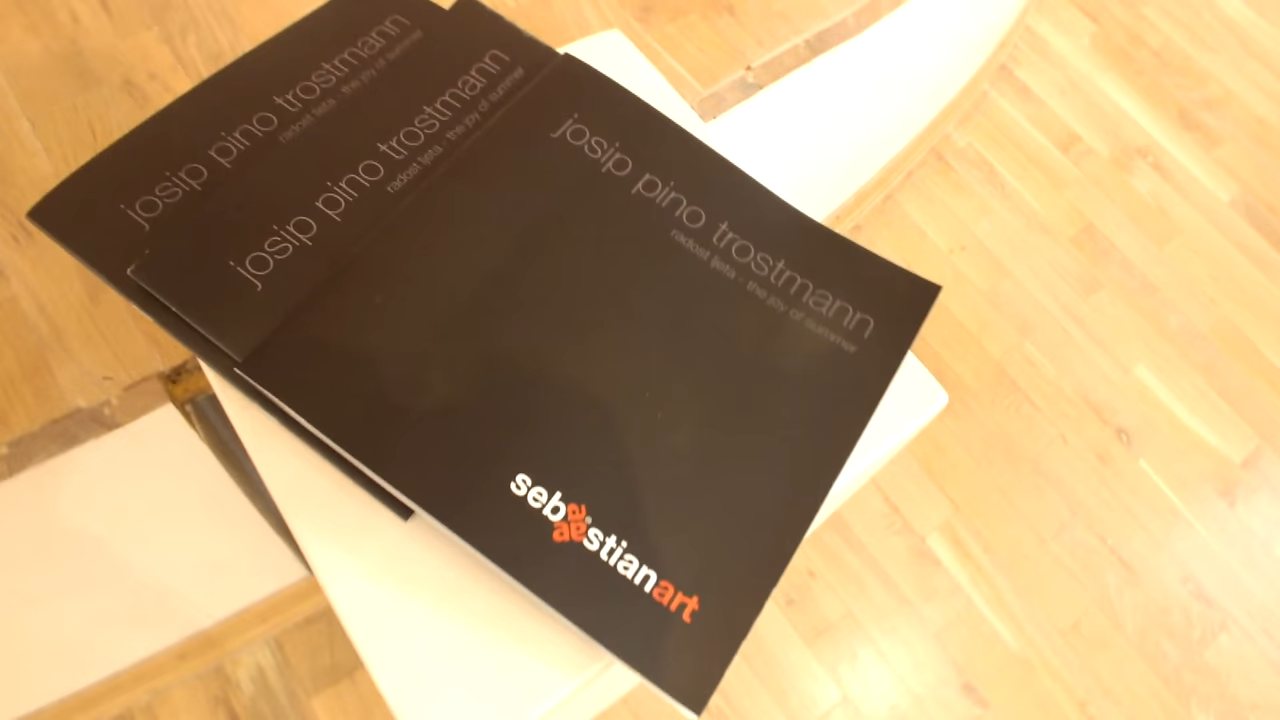 josip pino trostmann
radost ljeta - the joy of summer
josip pino trostmann
radost ljeta - the joy of summer
josip pino trostmann
radost ljeta - the joy of summer
sebastianart